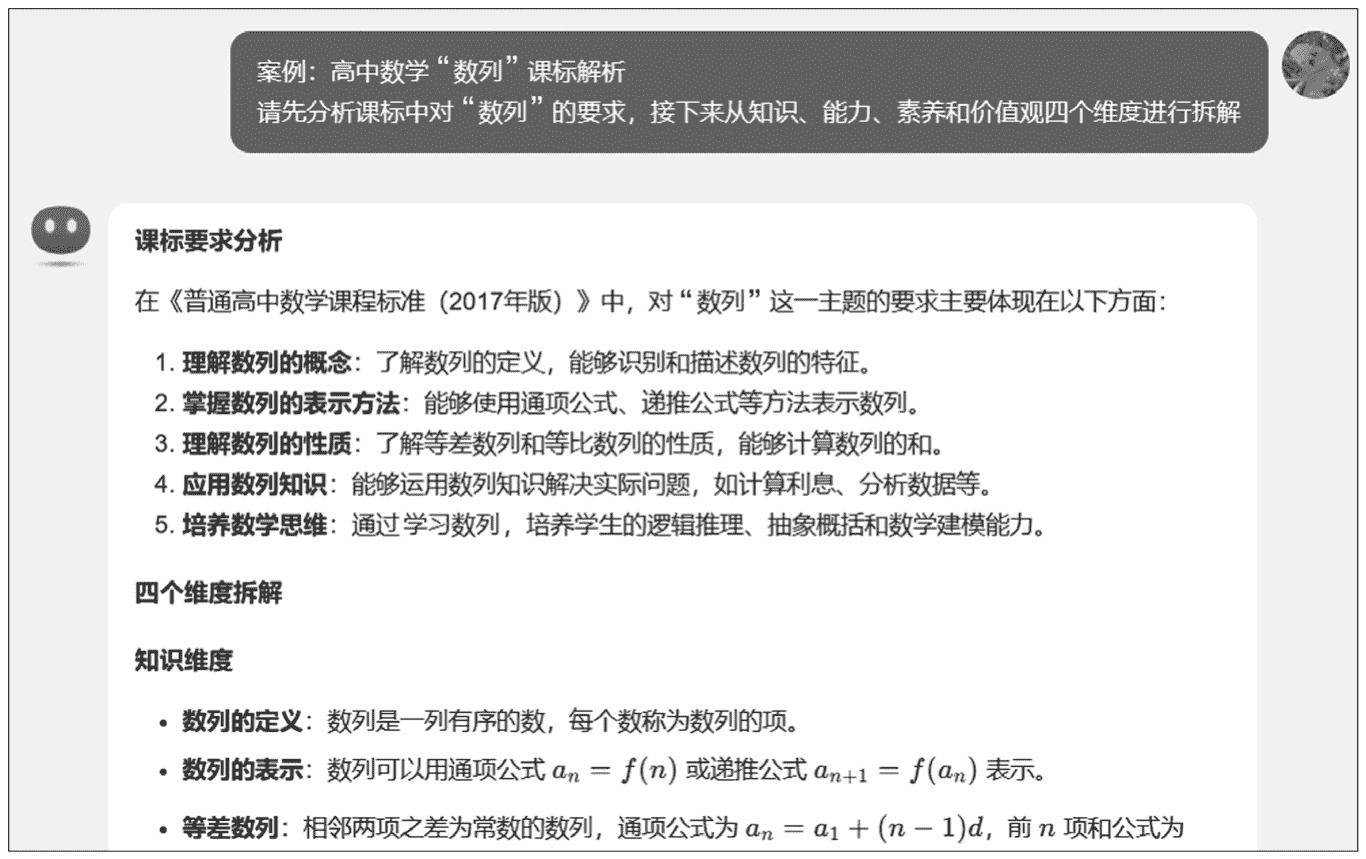 案例：高中数学“数列”课标解析
请先分析课标中对“数列”的要求，接下来从知识、能力、素养和价值观四个维度进行拆解
课标要求分析
在《普通高中数学课程标准（2017年版）》中，对“数列”这一主题的要求主要体现在以下方面：
1. 理解数列的概念：了解数列的定义，能够识别和描述数列的特征。
2. 掌握数列的表示方法：能够使用通项公式、递推公式等方法表示数列。
3. 理解数列的性质：了解等差数列和等比数列的性质，能够计算数列的和。
4. 应用数列知识：能够运用数列知识解决实际问题，如计算利息、分析数据等。
5. 培养数学思维：通过学习数列，培养学生的逻辑推理、抽象概括和数学建模能力。
四个维度拆解
知识维度
• 数列的定义：数列是一列有序的数，每个数称为数列的项。
• 数列的表示：数列可以用通项公式 aₙ = f(n) 或递推公式 aₙ₊₁ = f(aₙ) 表示。
• 等差数列：相邻两项之差为常数的数列，通项公式为 aₙ = a₁ + (n − 1)d，前 n 项和公式为